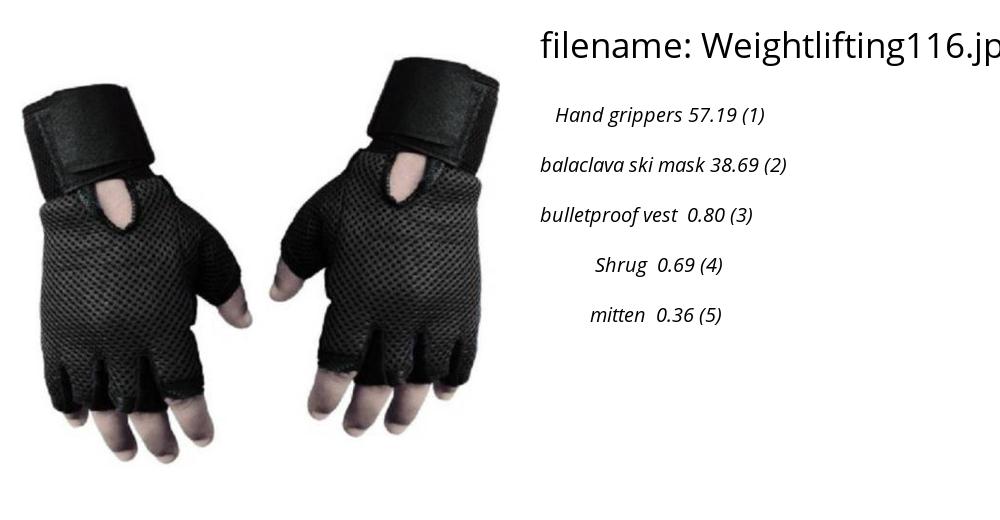 filename: Weightlifting116.jp
Hand grippers 57.19 (1)
balaclava ski mask 38.69 (2)
bulletproof vest 0.80 (3)
Shrug 0.69 (4)
mitten 0.36 (5)